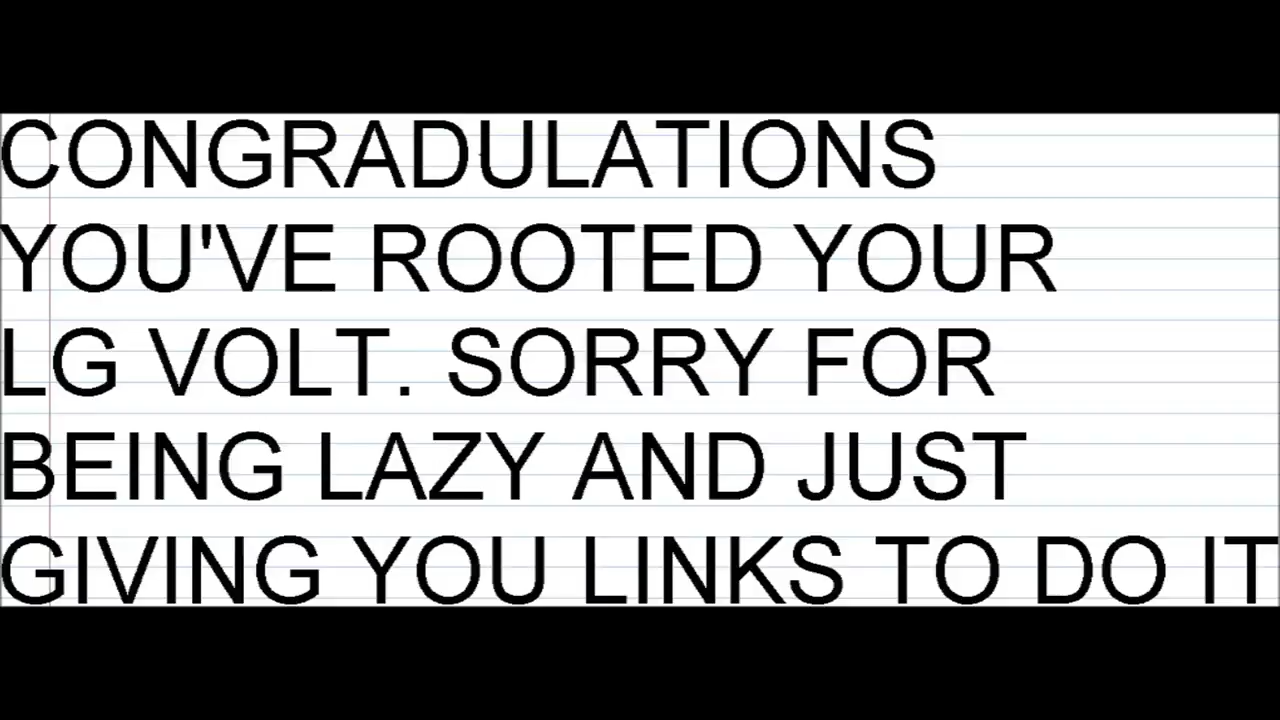 CONGRADULATIONS
YOU'VE ROOTED YOUR
LG VOLT. SORRY FOR
BEING LAZY AND JUST
GIVING YOU LINKS TO DO IT